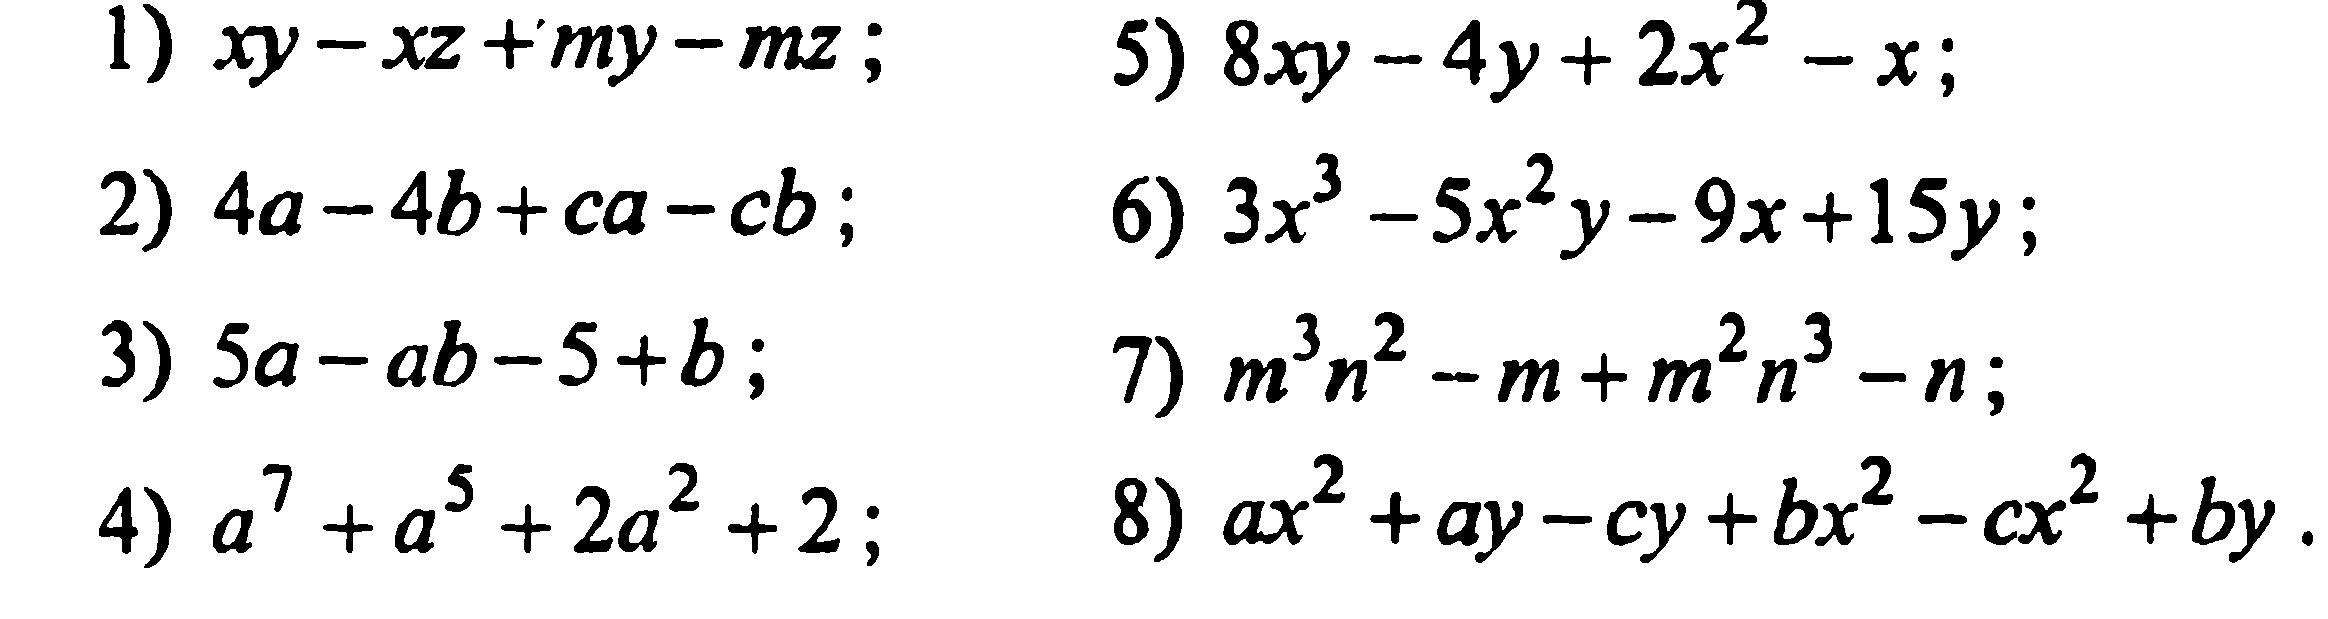 1) xy − xz + my − mz ;
2) 4a − 4b + ca − cb ;
3) 5a − ab − 5 + b ;
4) a⁷ + a⁵ + 2a² + 2 ;
5) 8xy − 4y + 2x² − x ;
6) 3x³ − 5x²y − 9x + 15y ;
7) m³n² − m + m²n³ − n ;
8) ax² + ay − cy + bx² − cx² + by .